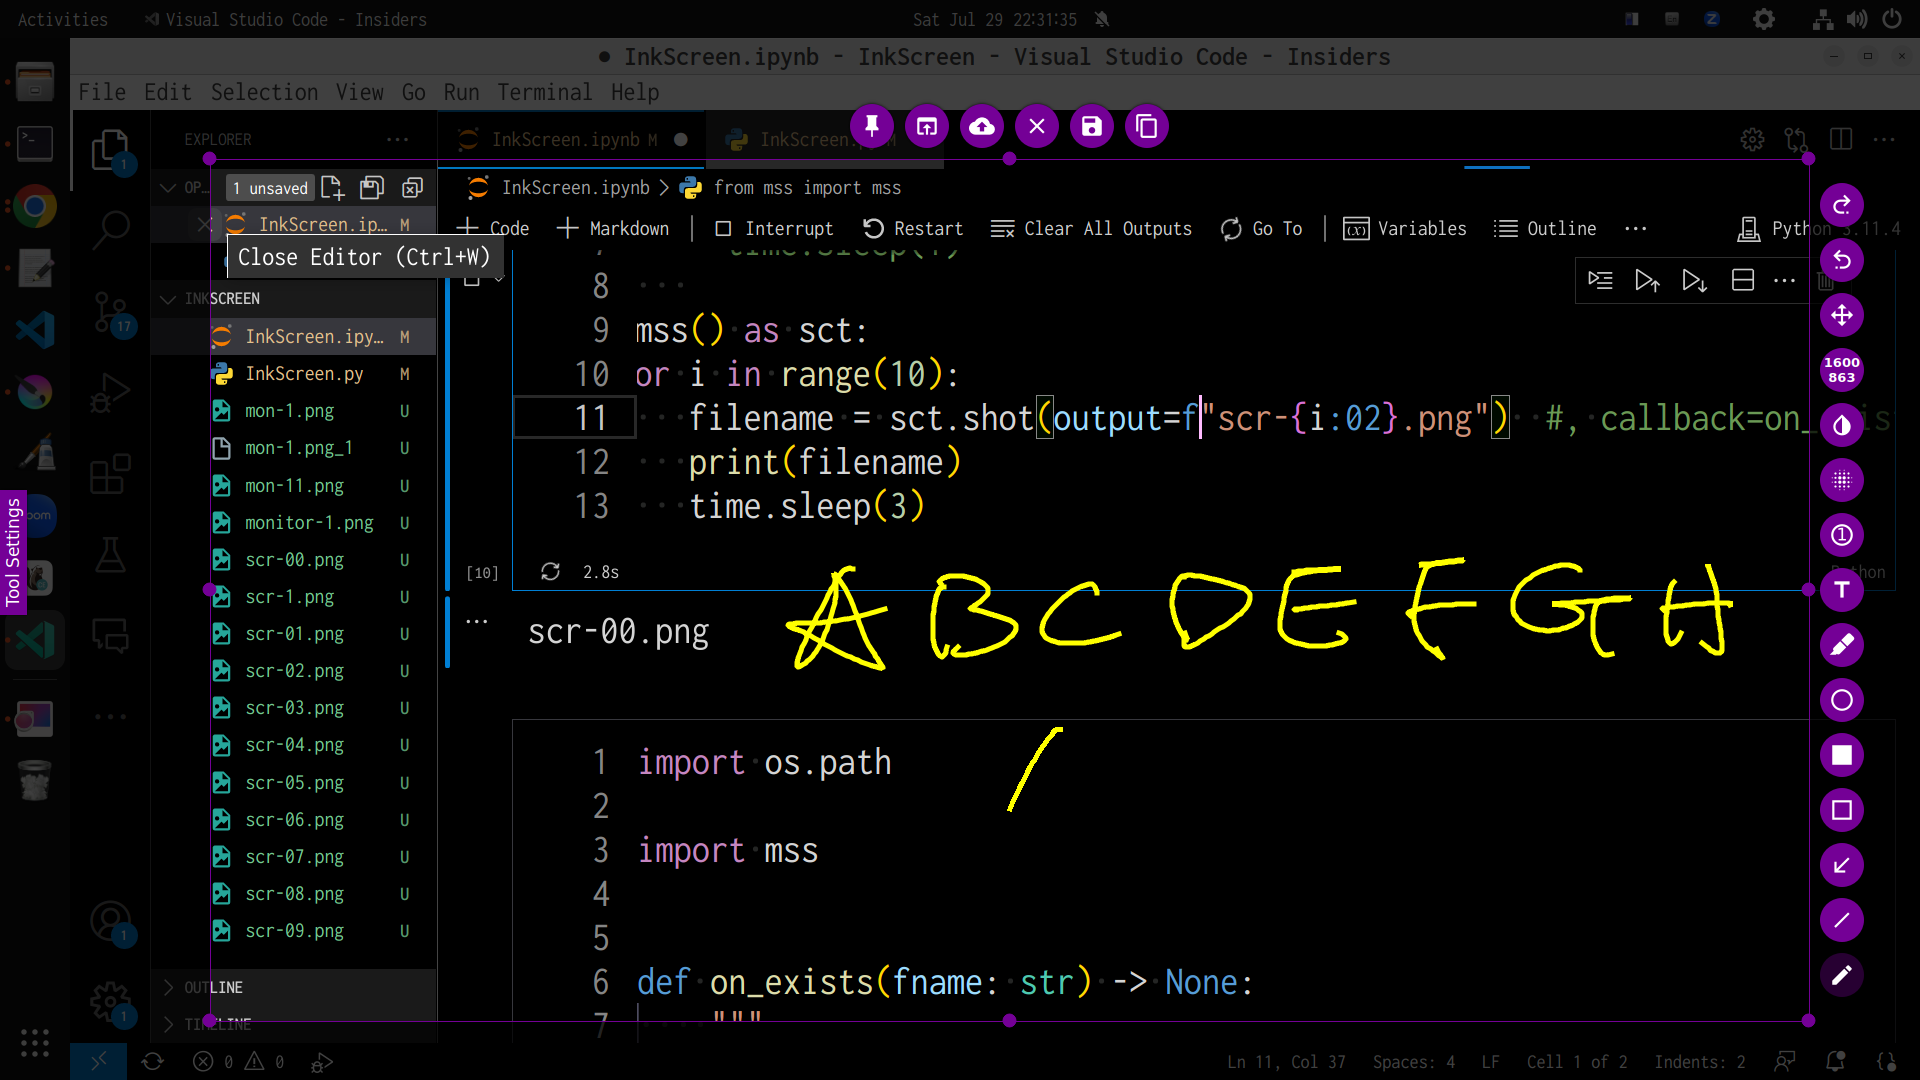 Activities
Visual Studio Code - Insiders
Sat Jul 29 22:31:35
● InkScreen.ipynb - InkScreen - Visual Studio Code - Insiders
File Edit Selection View Go Run Terminal Help
EXPLORER
InkScreen.ipynb M
1 unsaved
InkScreen.ipynb > from mss import mss
InkScreen.ip… M
Code
Markdown
Interrupt
Restart
Clear All Outputs
Go To
Variables
Outline
Python 3.11.4
Close Editor (Ctrl+W)
INKSCREEN
InkScreen.ipy… M
InkScreen.py M
mon-1.png U
mon-1.png_1 U
mon-11.png U
monitor-1.png U
scr-00.png U
scr-1.png U
scr-01.png U
scr-02.png U
scr-03.png U
scr-04.png U
scr-05.png U
scr-06.png U
scr-07.png U
scr-08.png U
scr-09.png U
OUTLINE
TIMELINE
1
17
1
1
Tool Settings
time.sleep(1)
8
9 mss() as sct:
10 or i in range(10):
11 filename = sct.shot(output=f"scr-{i:02}.png") #, callback=on_
12 print(filename)
13 time.sleep(3)
[10] 2.8s
Python
scr-00.png
A B C D E F G H
1 import os.path
2
3 import mss
4
5
6 def on_exists(fname: str) -> None:
7 """
1600
863
1
T
0 0
Ln 11, Col 37
Spaces: 4
LF
Cell 1 of 2
Indents: 2